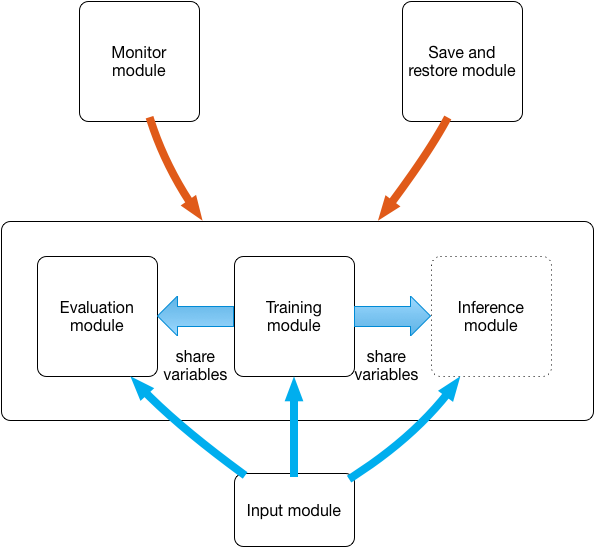 Monitor
module
Save and
restore module
Evaluation
module
Training
module
Inference
module
share
variables
share
variables
Input module